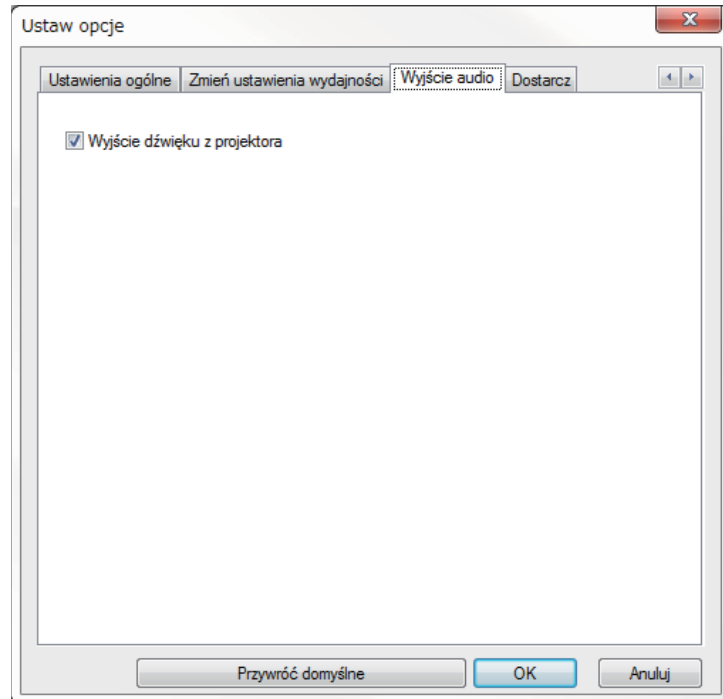 Ustaw opcje
Ustawienia ogólne Zmień ustawienia wydajności Wyjście audio Dostarcz
Wyjście dźwięku z projektora
Przywróć domyślne OK Anuluj